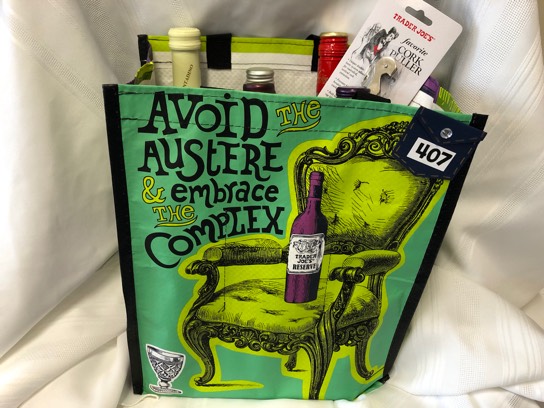 TRADER JOE'S
favorite
CORK
PULLER
AVOID THE
AUSTERE
& embrace
THE
COMPLEX
407
TRADER
JOE'S
RESERVE